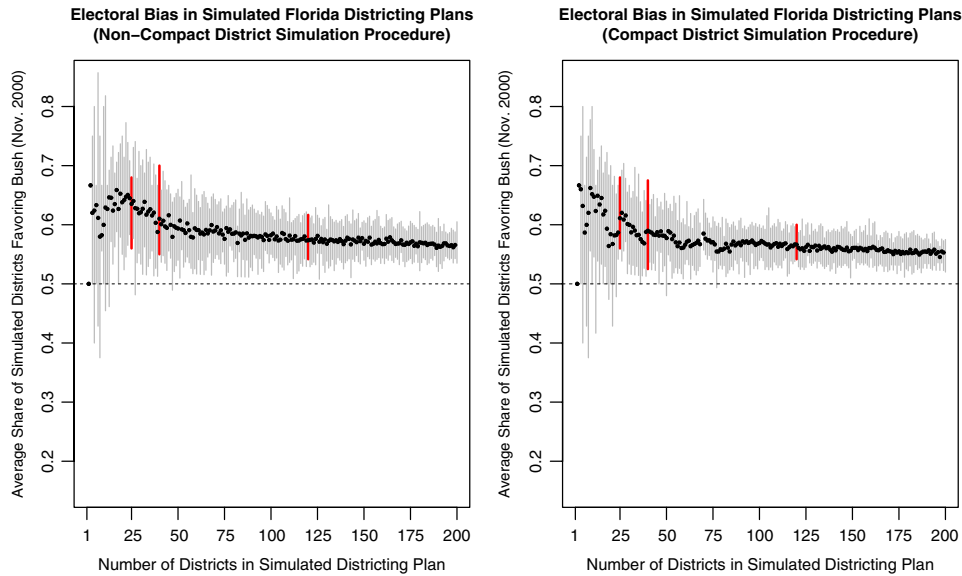 Electoral Bias in Simulated Florida Districting Plans
(Non−Compact District Simulation Procedure)
Average Share of Simulated Districts Favoring Bush (Nov. 2000)
0.8
0.7
0.6
0.5
0.4
0.3
0.2
1 25 50 75 100 125 150 175 200
Number of Districts in Simulated Districting Plan
Electoral Bias in Simulated Florida Districting Plans
(Compact District Simulation Procedure)
Average Share of Simulated Districts Favoring Bush (Nov. 2000)
0.8
0.7
0.6
0.5
0.4
0.3
0.2
1 25 50 75 100 125 150 175 200
Number of Districts in Simulated Districting Plan